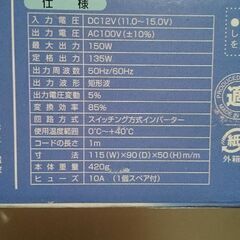 仕様
入力電圧 DC12V (11.0～15.0V)
出力電圧 AC100V (±10%)
最大出力 150W
定格出力 135W
出力周波数 50Hz/60Hz
出力波形 矩形波
出力電圧変動 5%
変換効率 85%
回路方式 スイッチング方式インバーター
使用温度範囲 0℃～+40℃
コードの長さ 1m
寸法 115(W)×90(D)×50(H)m/m
本体重量 420g
ヒューズ 10A (1個スペア付)
適
紙
外箱